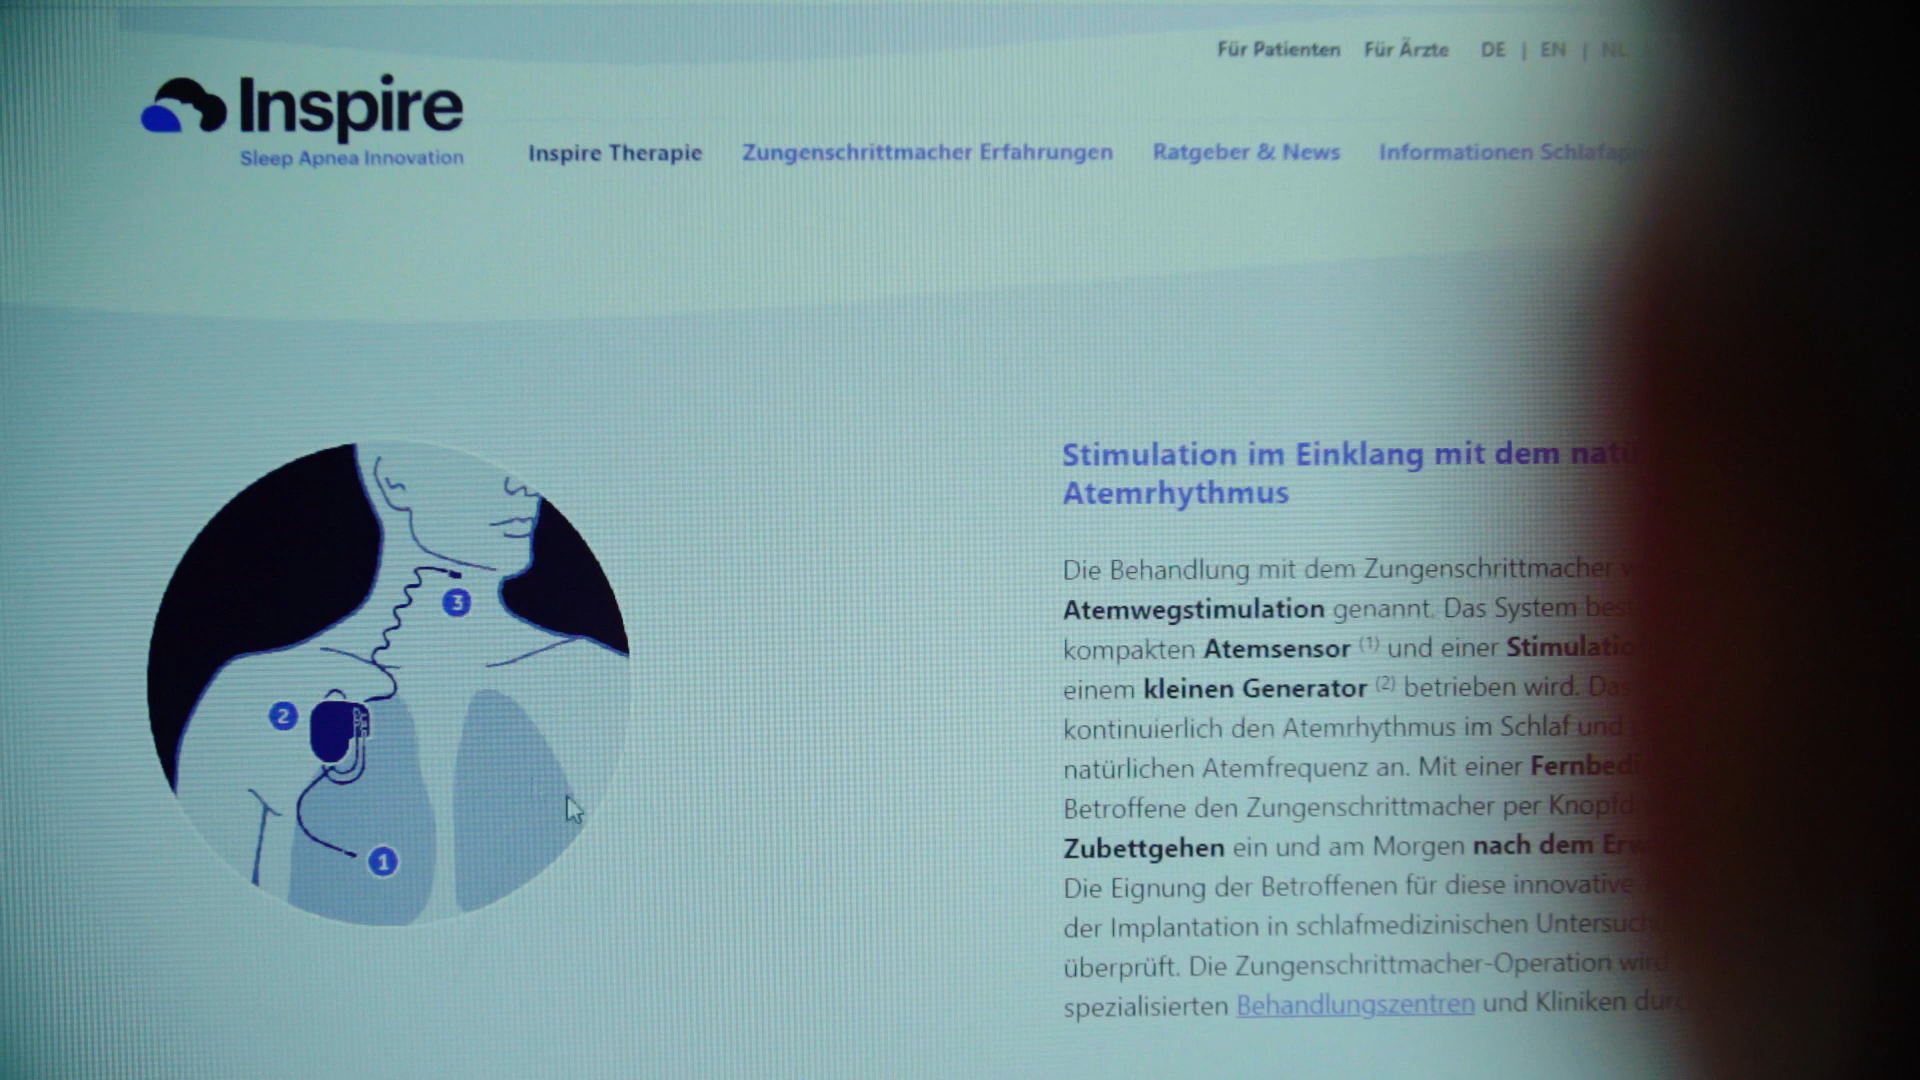 Für Patienten Für Ärzte DE | EN | NL
Inspire
Sleep Apnea Innovation
Inspire Therapie Zungenschrittmacher Erfahrungen Ratgeber & News Informationen
Stimulation im Einklang mit dem
Atemrhythmus
Die Behandlung mit dem Zungenschrittmacher
Atemwegstimulation genannt. Das System
kompakten Atemsensor (1) und einer
einem kleinen Generator (2) betrieben wird. Das
kontinuierlich den Atemrhythmus im Schlaf und
natürlichen Atemfrequenz an. Mit einer
Betroffene den Zungenschrittmacher per
Zubettgehen ein und am Morgen nach dem
Die Eignung der Betroffenen für diese innovative
der Implantation in schlafmedizinischen
überprüft. Die Zungenschrittmacher-Operation wird
spezialisierten Behandlungszentren und Kliniken
3
2
1